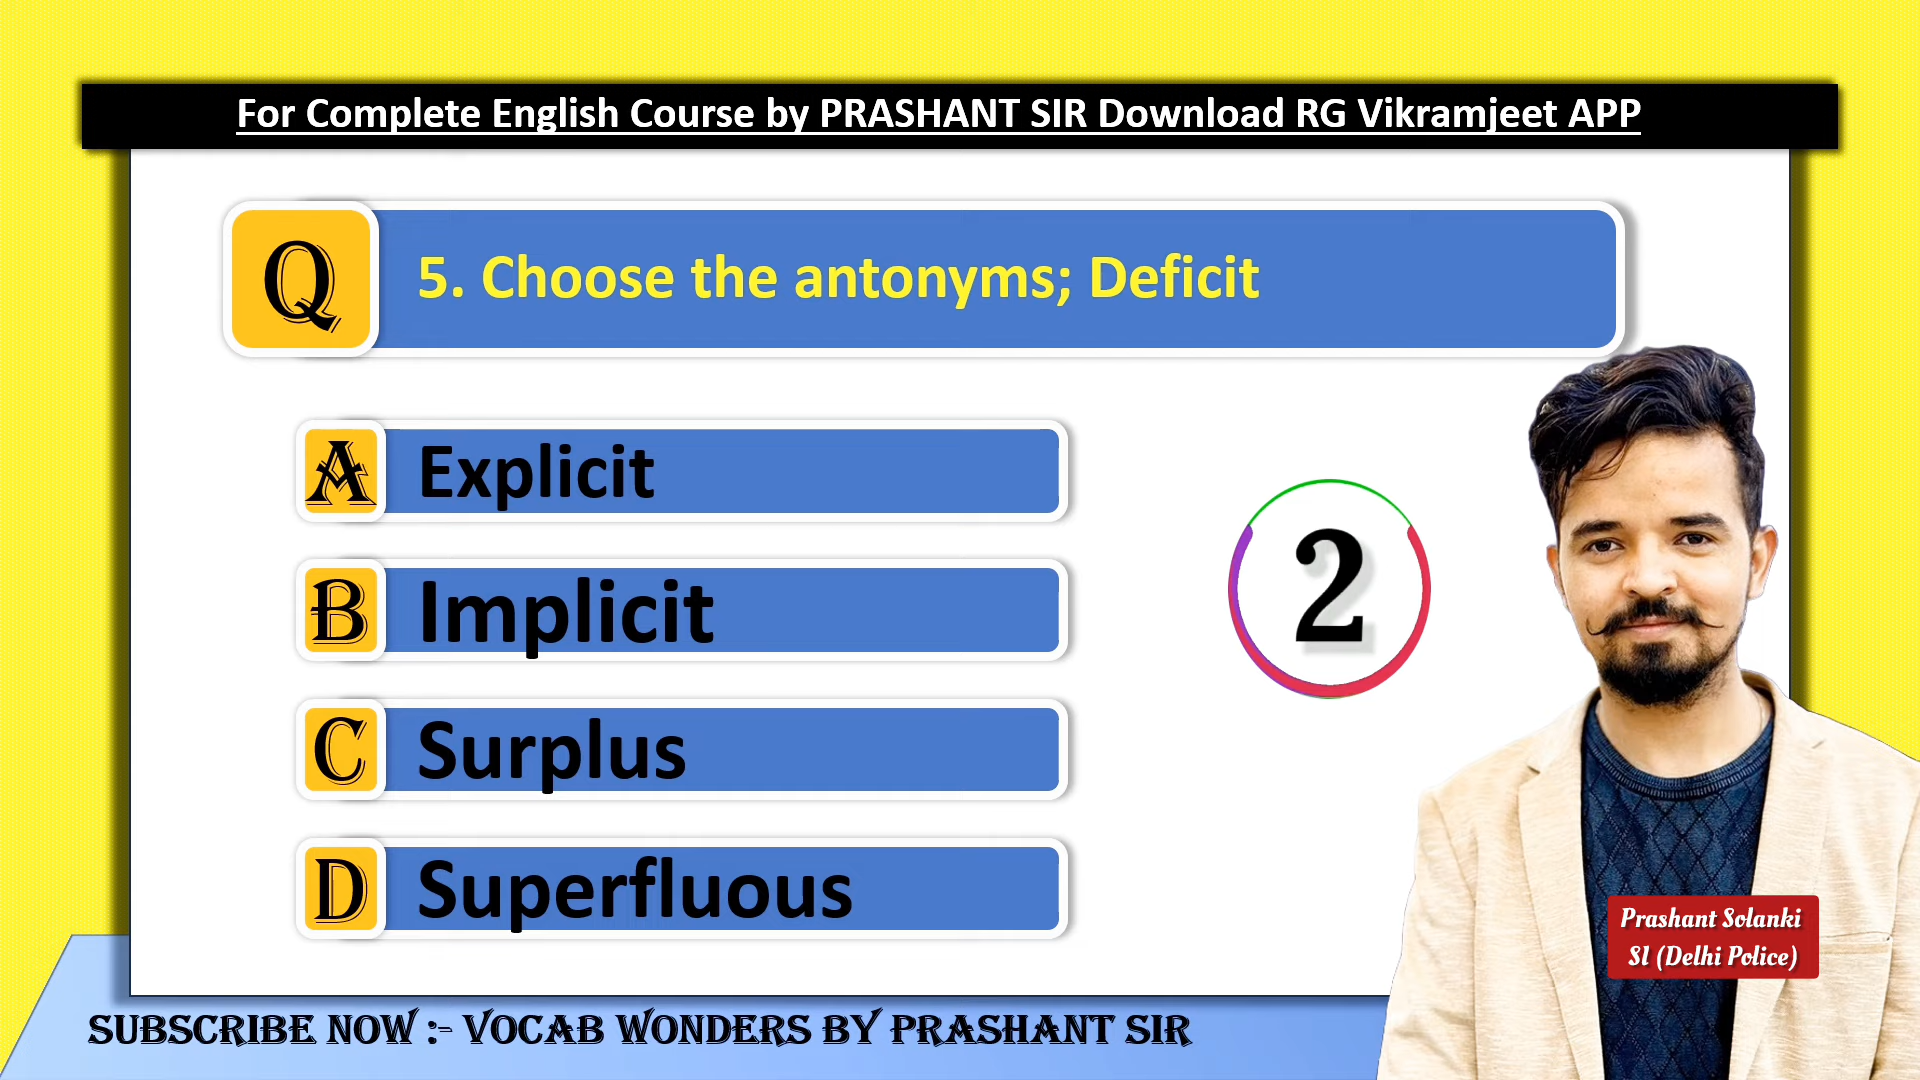 For Complete English Course by PRASHANT SIR Download RG Vikramjeet APP
Q
5. Choose the antonyms; Deficit
A Explicit
B Implicit
C Surplus
D Superfluous
2
Prashant Solanki
SI (Delhi Police)
SUBSCRIBE NOW :- VOCAB WONDERS BY PRASHANT SIR